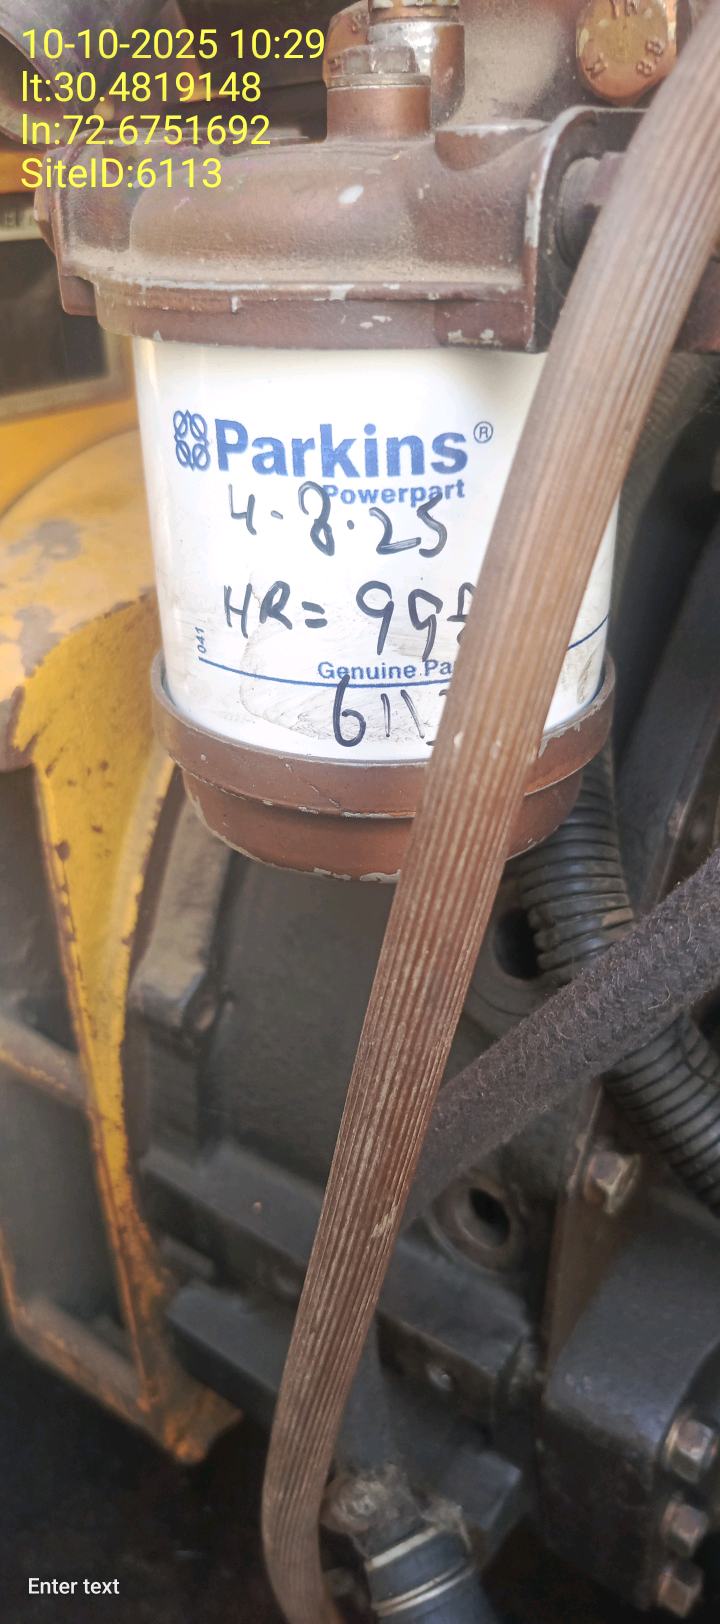 10-10-2025 10:29
lt:30.4819148
ln:72.6751692
SiteID:6113
Parkins®
Powerpart
4-8-25
HR= 99
041
Genuine Pa
611
Enter text